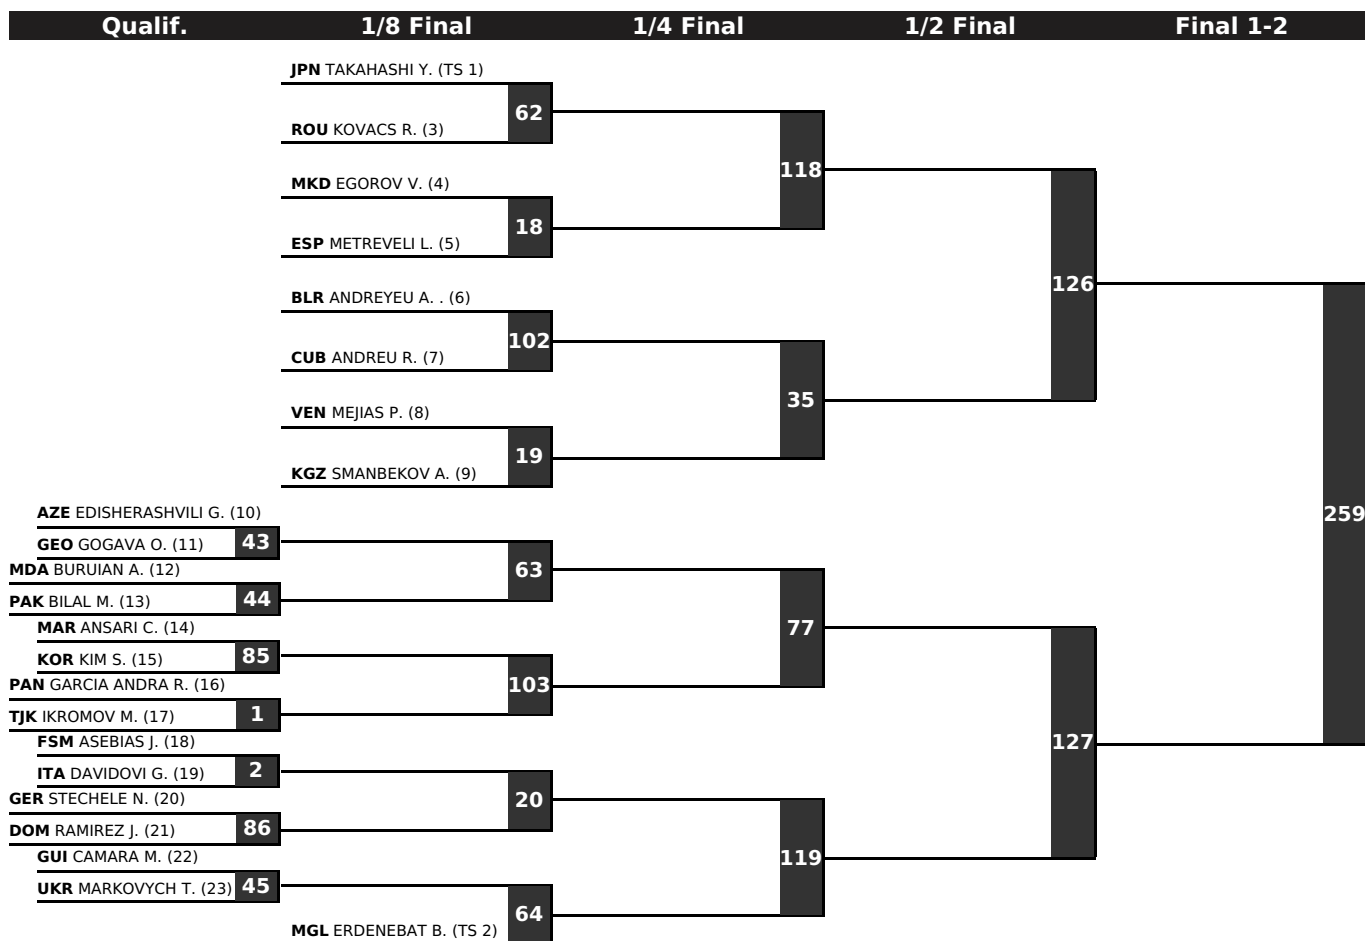 Qualif. 1/8 Final 1/4 Final 1/2 Final Final 1-2
JPN TAKAHASHI Y. (TS 1)
62
ROU KOVACS R. (3)
118
MKD EGOROV V. (4)
18
ESP METREVELI L. (5)
126
BLR ANDREYEU A. . (6)
102
CUB ANDREU R. (7)
35
VEN MEJIAS P. (8)
19
KGZ SMANBEKOV A. (9)
259
AZE EDISHERASHVILI G. (10)
43
GEO GOGAVA O. (11)
63
MDA BURUIAN A. (12)
44
PAK BILAL M. (13)
77
MAR ANSARI C. (14)
85
KOR KIM S. (15)
103
PAN GARCIA ANDRA R. (16)
1
TJK IKROMOV M. (17)
127
FSM ASEBIAS J. (18)
2
ITA DAVIDOVI G. (19)
20
GER STECHELE N. (20)
86
DOM RAMIREZ J. (21)
119
GUI CAMARA M. (22)
45
UKR MARKOVYCH T. (23)
64
MGL ERDENEBAT B. (TS 2)